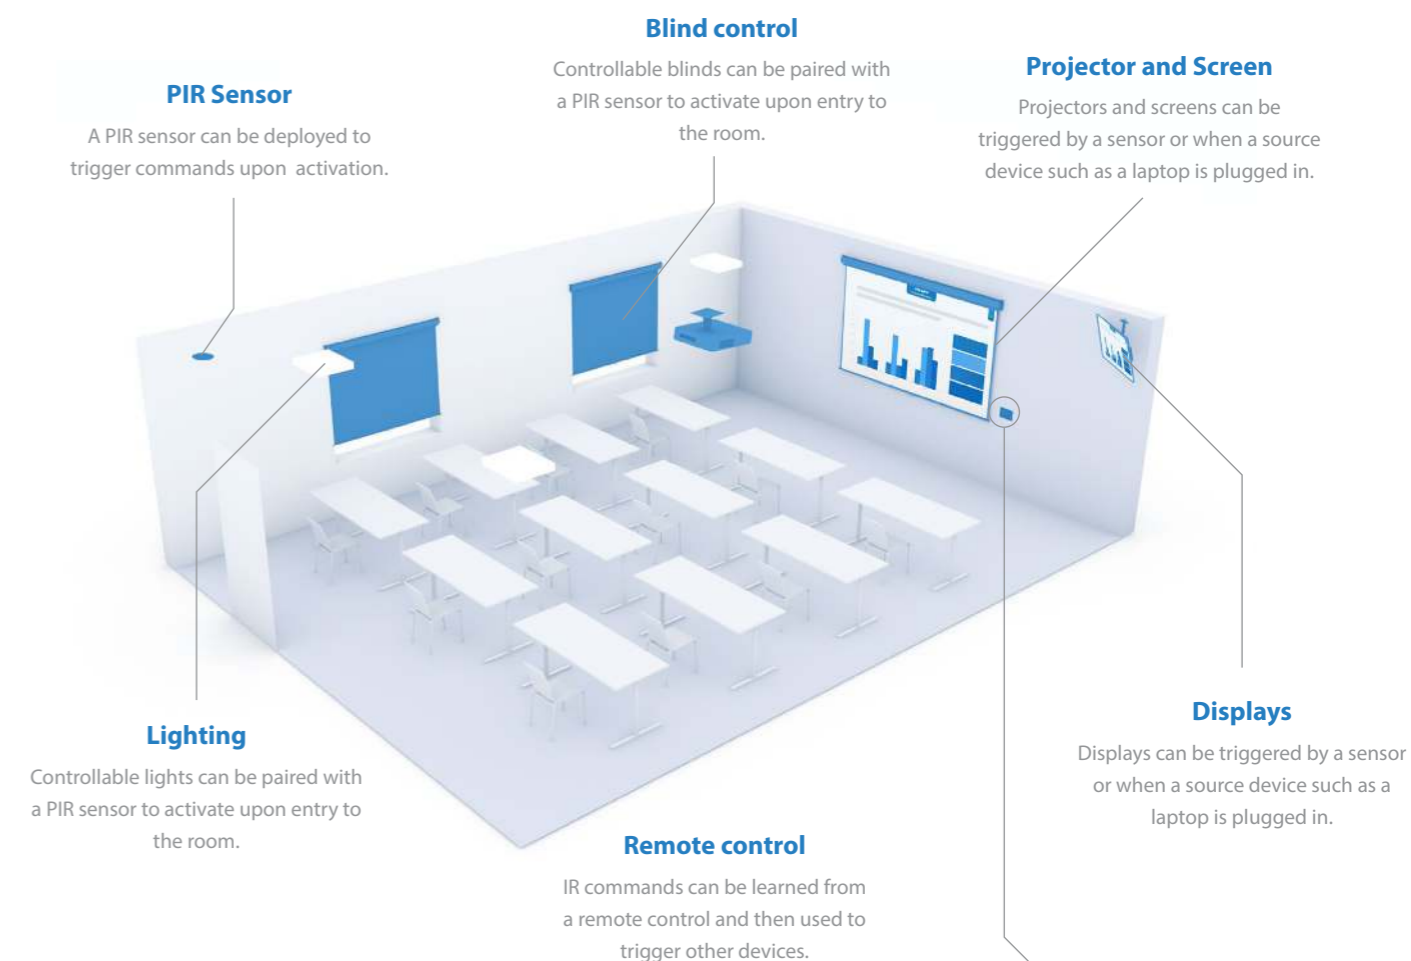 Blind control
Controllable blinds can be paired with
a PIR sensor to activate upon entry to
the room.
Projector and Screen
Projectors and screens can be
triggered by a sensor or when a source
device such as a laptop is plugged in.
PIR Sensor
A PIR sensor can be deployed to
trigger commands upon activation.
Lighting
Controllable lights can be paired with
a PIR sensor to activate upon entry to
the room.
Displays
Displays can be triggered by a sensor
or when a source device such as a
laptop is plugged in.
Remote control
IR commands can be learned from
a remote control and then used to
trigger other devices.